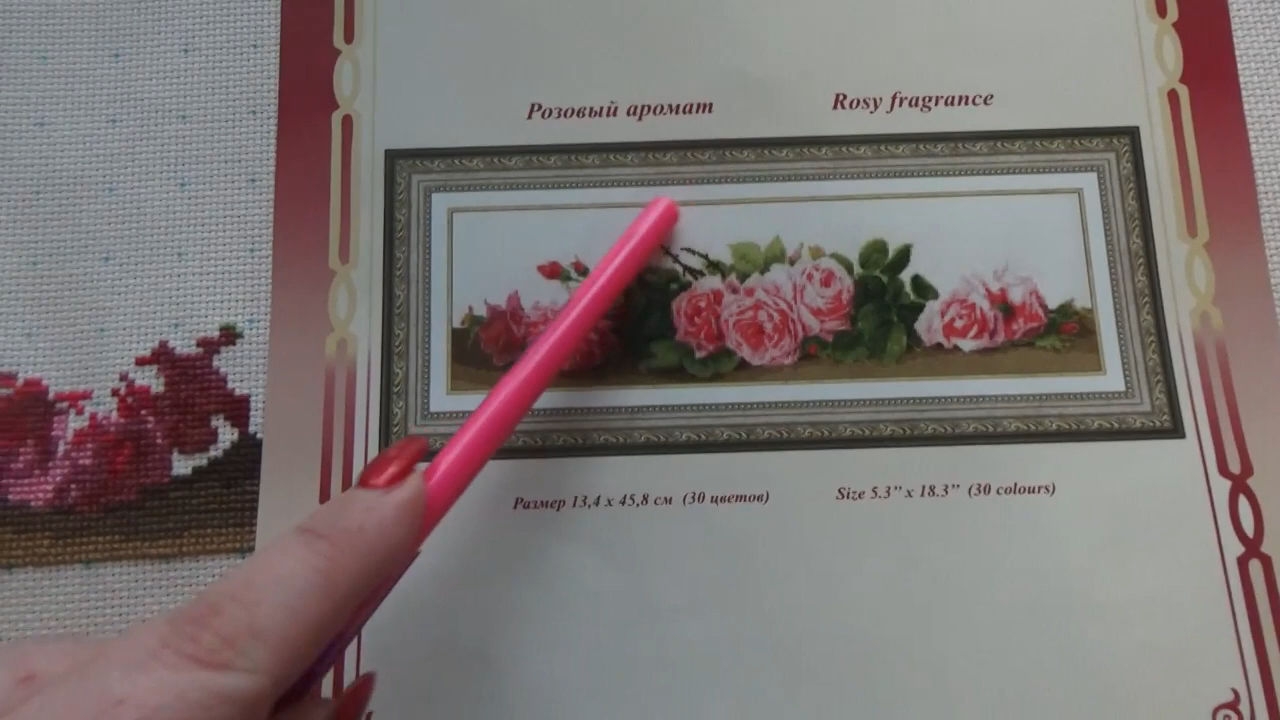 Розовый аромат
Rosy fragrance
Размер 13,4 x 45,8 см (30 цветов)
Size 5.3” x 18.3” (30 colours)